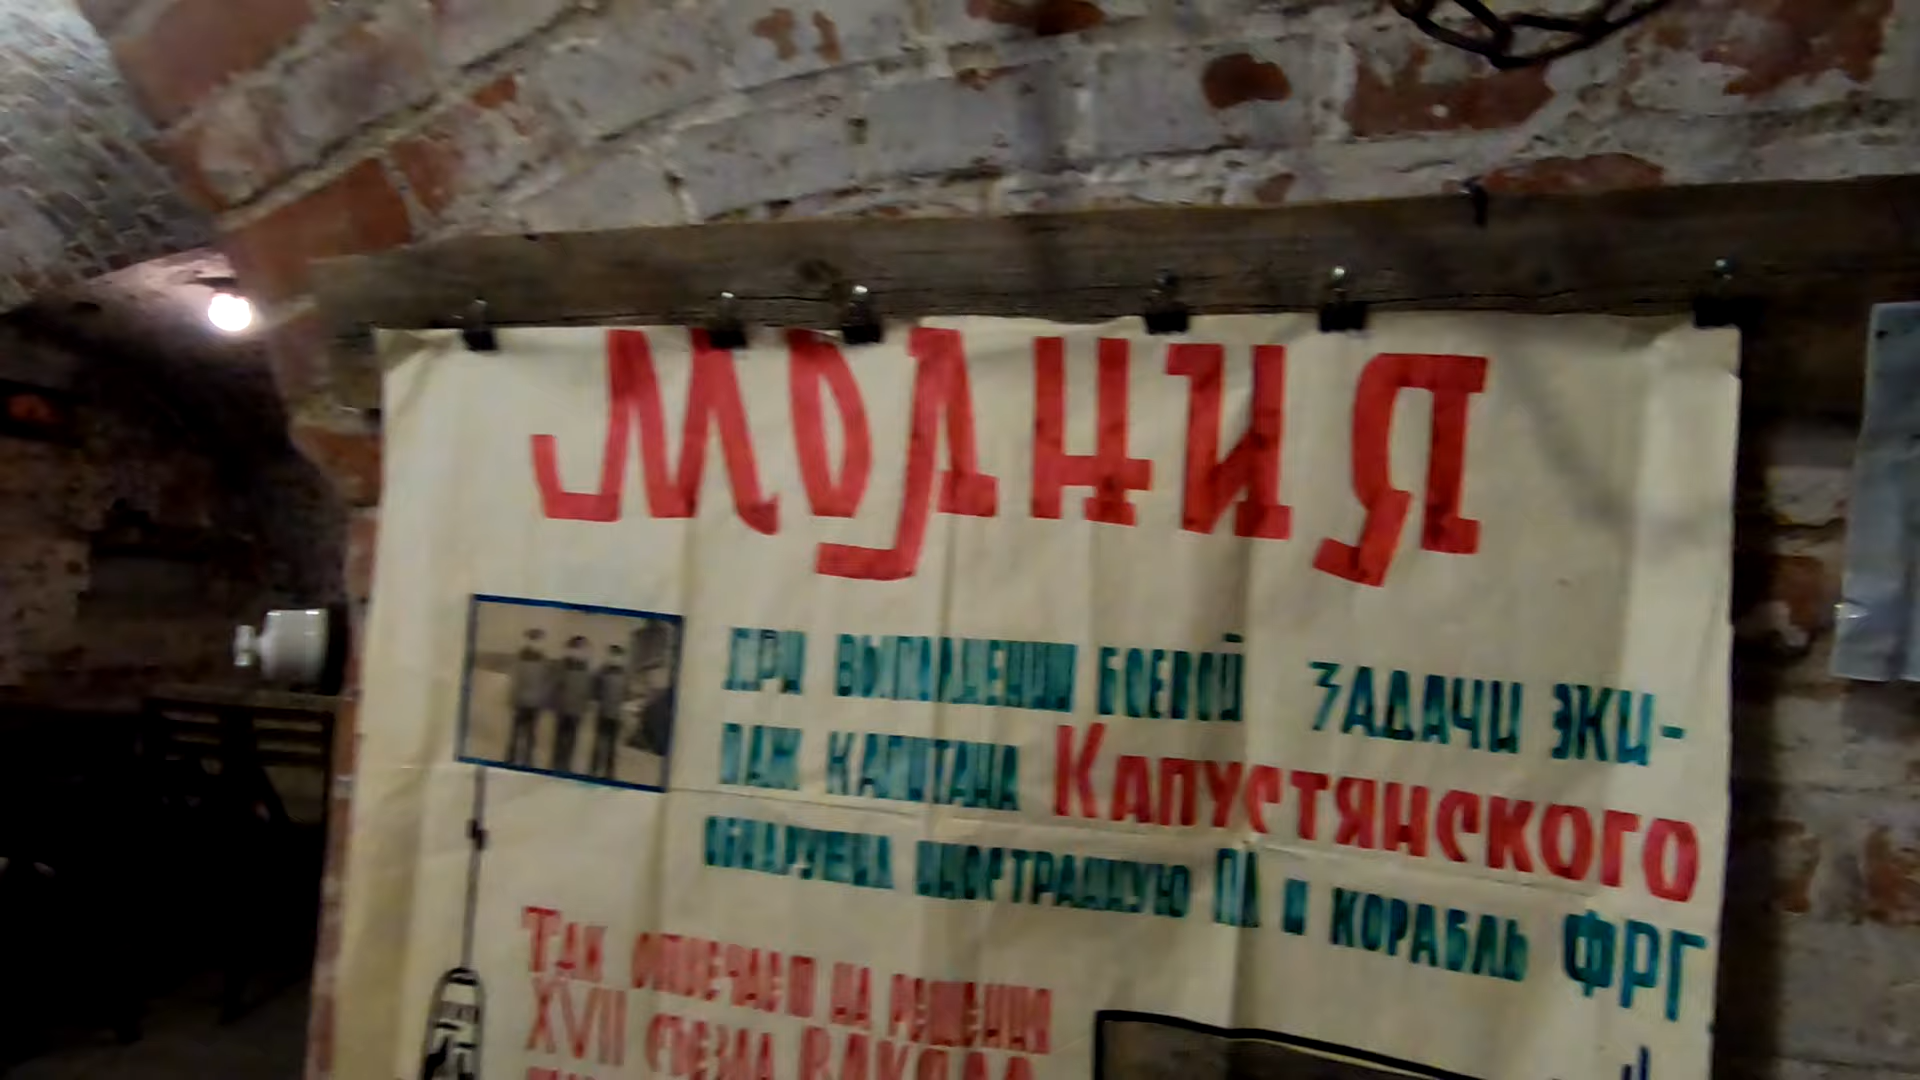 МОЛНИЯ
ПРИ ВЫПОЛНЕНИИ БОЕВОЙ ЗАДАЧИ ЭКИ-
ПАЖ КАПИТАНА КАПУСТЯНСКОГО
ОБНАРУЖИЛ ИНОСТРАННУЮ ПЛ И КОРАБЛЬ ФРГ
ТАК ОТВЕЧАЕТ НА РЕШЕНИЯ
XVII СЪЕЗДА ВЛКСМ